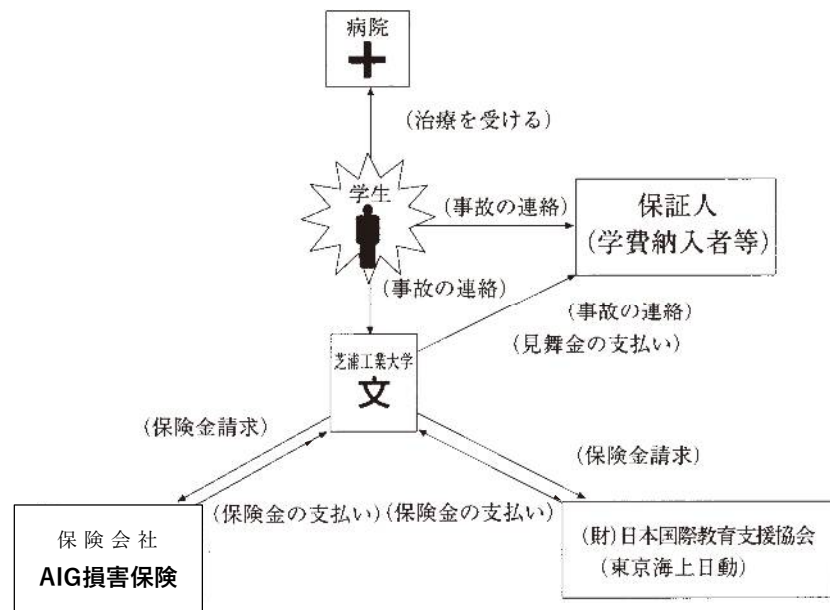 病院
(治療を受ける)
学生
(事故の連絡)
保証人
(学費納入者等)
(事故の連絡)
(事故の連絡)
(見舞金の支払い)
芝浦工業大学
文
(保険金請求)
(保険金請求)
(保険金の支払い)(保険金の支払い)
保険会社
AIG損害保険
(財)日本国際教育支援協会
(東京海上日動)